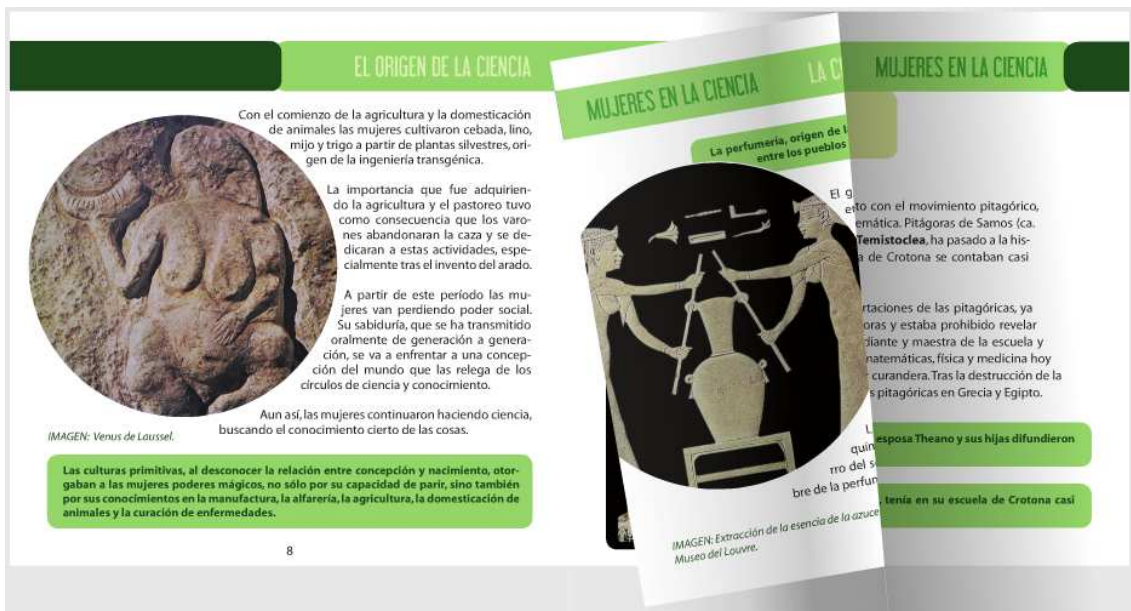 EL ORIGEN DE LA CIENCIA
Con el comienzo de la agricultura y la domesticación
de animales las mujeres cultivaron cebada, lino,
mijo y trigo a partir de plantas silvestres, ori-
gen de la ingeniería transgénica.
La importancia que fue adquirien-
do la agricultura y el pastoreo tuvo
como consecuencia que los varo-
nes abandonaran la caza y se de-
dicaran a estas actividades, espe-
cialmente tras el invento del arado.
A partir de este período las mu-
jeres van perdiendo poder social.
Su sabiduría, que se ha transmitido
oralmente de generación a genera-
ción, se va a enfrentar a una concep-
ción del mundo que las relega de los
círculos de ciencia y conocimiento.
Aun así, las mujeres continuaron haciendo ciencia,
buscando el conocimiento cierto de las cosas.
IMAGEN: Venus de Laussel.
Las culturas primitivas, al desconocer la relación entre concepción y nacimiento, otor-
gaban a las mujeres poderes mágicos, no sólo por su capacidad de parir, sino también
por sus conocimientos en la manufactura, la alfarería, la agricultura, la domesticación de
animales y la curación de enfermedades.
8
MUJERES EN LA CIENCIA LA
La perfumería, origen de
entre los pueblos
El
quím
rro del
bre de la
IMAGEN: Extracción de la esencia de la
Museo del Louvre.
MUJERES EN LA CIENCIA
con el movimiento pitagórico,
Pitágoras de Samos (ca.
Temistoclea, ha pasado a la his-
de Crotona se contaban casi
de las pitagóricas, ya
y estaba prohibido revelar
y maestra de la escuela y
matemáticas, física y medicina hoy
curandera. Tras la destrucción de la
pitagóricas en Grecia y Egipto.
esposa Theano y sus hijas difundieron
, tenía en su escuela de Crotona casi